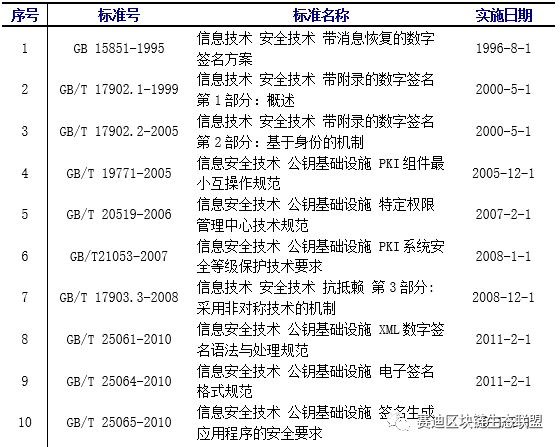 序号 标准号 标准名称 实施日期
1 GB 15851-1995 信息技术 安全技术 带消息恢复的数字 1996-8-1
签名方案
2 GB/T 17902.1-1999 信息技术 安全技术 带附录的数字签名 2000-5-1
第1部分：概述
3 GB/T 17902.2-2005 信息技术 安全技术 带附录的数字签名 2000-5-1
第2部分：基于身份的机制
4 GB/T 19771-2005 信息安全技术 公钥基础设施 PKI组件最 2005-12-1
小互操作规范
5 GB/T 20519-2006 信息安全技术 公钥基础设施 特定权限 2007-2-1
管理中心技术规范
6 GB/T21053-2007 信息安全技术 公钥基础设施 PKI系统安 2008-1-1
全等级保护技术要求
7 GB/T 17903.3-2008 信息技术 安全技术 抗抵赖 第3部分： 2008-12-1
采用非对称技术的机制
8 GB/T 25061-2010 信息安全技术 公钥基础设施 XML数字签 2011-2-1
名语法与处理规范
9 GB/T 25064-2010 信息安全技术 公钥基础设施 电子签名 2011-2-1
格式规范
10 GB/T 25065-2010 信息安全技术 公钥基础设施 签名生成
应用程序的安全要求
赛迪区块链生态联盟